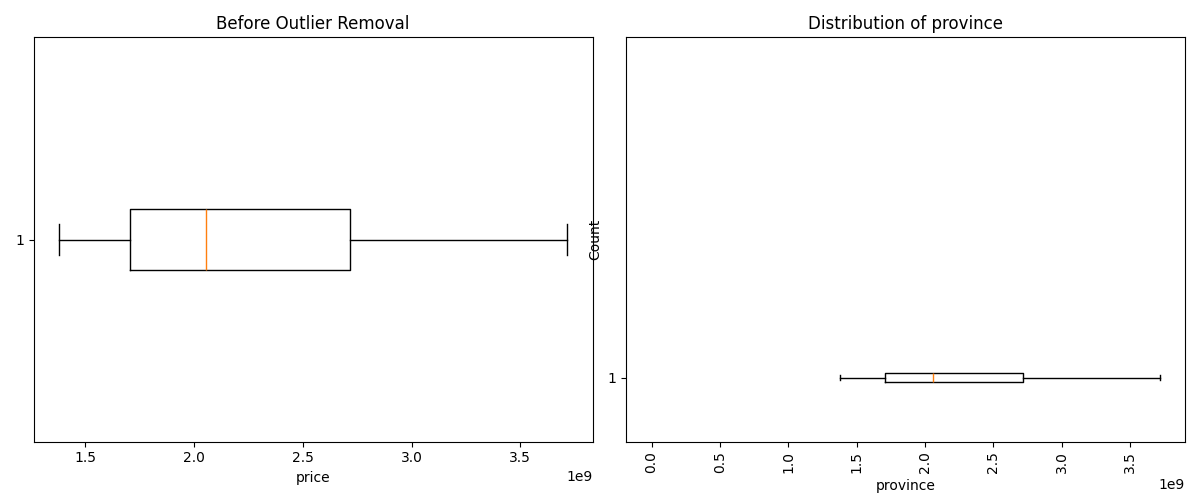 Before Outlier Removal
1
1.5 2.0 2.5 3.0 3.5
1e9
price
Distribution of province
Count
1
0.0 0.5 1.0 1.5 2.0 2.5 3.0 3.5
1e9
province